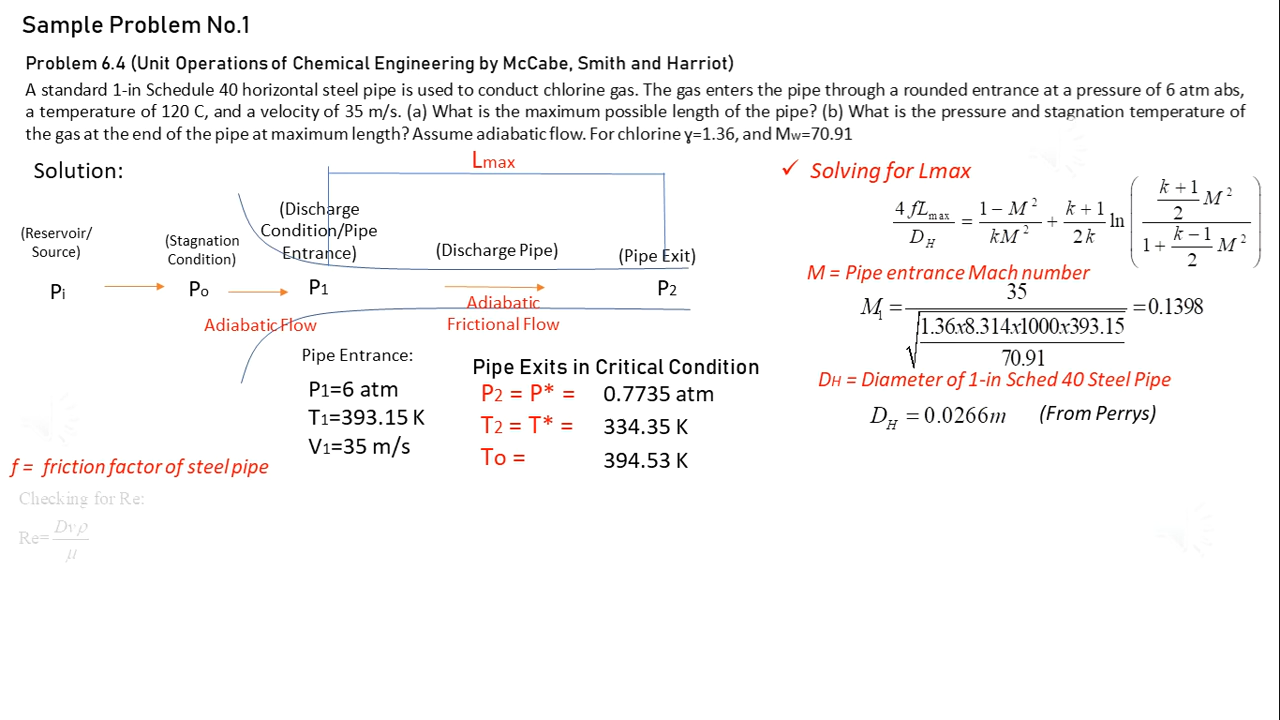 Sample Problem No.1
Problem 6.4 (Unit Operations of Chemical Engineering by McCabe, Smith and Harriot)
A standard 1-in Schedule 40 horizontal steel pipe is used to conduct chlorine gas. The gas enters the pipe through a rounded entrance at a pressure of 6 atm abs,
a temperature of 120 C, and a velocity of 35 m/s. (a) What is the maximum possible length of the pipe? (b) What is the pressure and stagnation temperature of
the gas at the end of the pipe at maximum length? Assume adiabatic flow. For chlorine ɣ=1.36, and Mw=70.91
Solution:
Lmax
(Reservoir/
Source)
(Stagnation
Condition)
(Discharge
Condition/Pipe
Entrance)
(Discharge Pipe)
(Pipe Exit)
Pi
Po
P1
P2
Adiabatic Flow
Adiabatic
Frictional Flow
Pipe Entrance:
P1=6 atm
T1=393.15 K
V1=35 m/s
Pipe Exits in Critical Condition
P2 = P* = 0.7735 atm
T2 = T* = 334.35 K
To = 394.53 K
✓ Solving for Lmax
4fLmax/DH = (1−M²)/(kM²) + (k+1)/(2k) ln( ((k+1)/2 M²)/(1+(k−1)/2 M²) )
M = Pipe entrance Mach number
M1 = 35/√(1.36x8.314x1000x393.15/70.91) =0.1398
DH = Diameter of 1-in Sched 40 Steel Pipe
DH = 0.0266m (From Perrys)
f = friction factor of steel pipe
Checking for Re:
Re=Dvρ/μ